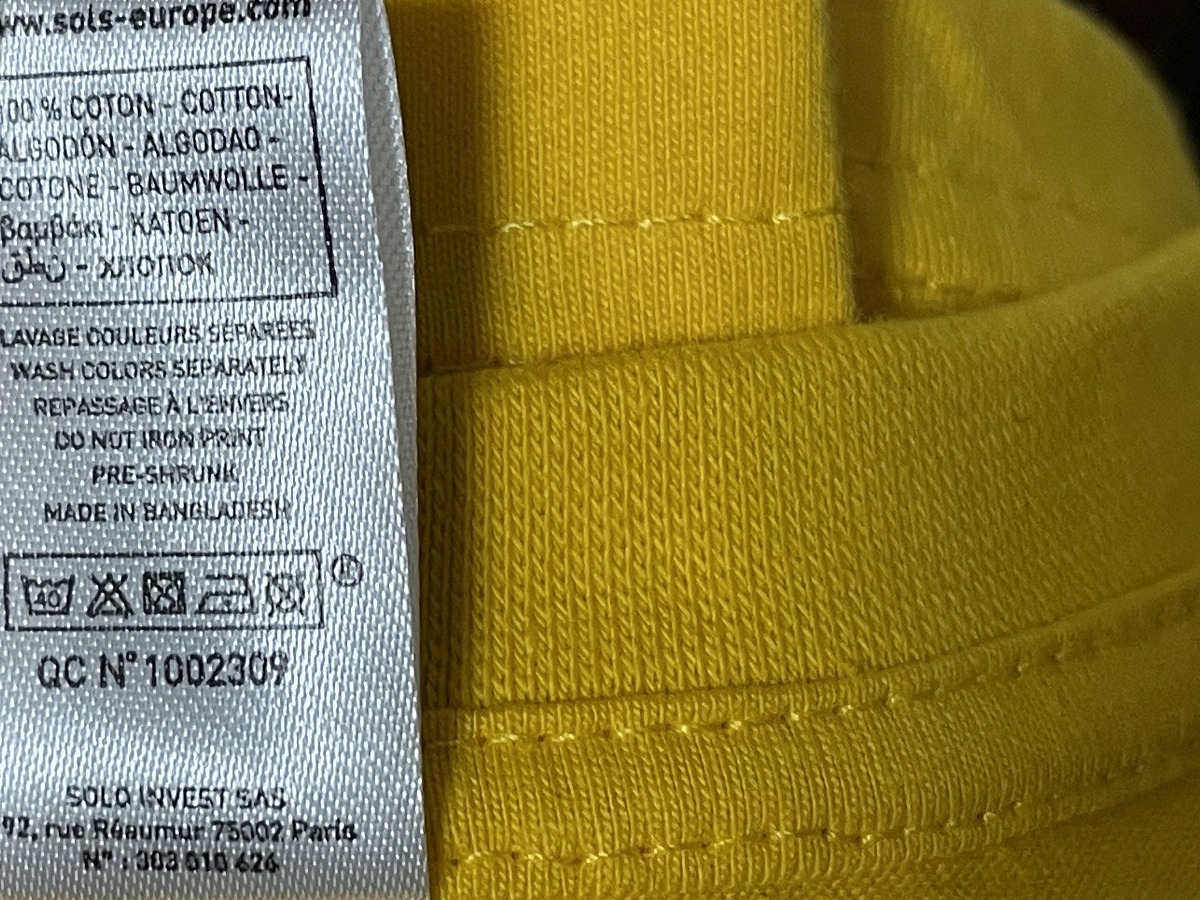 www.sols-europe.com
100 % COTON - COTTON-
ALGODÓN - ALGODAO -
COTONE - BAUMWOLLE -
βαμβάκι - KATOEN -
قطن - хлопок
LAVAGE COULEURS SÉPARÉES
WASH COLORS SEPARATELY
REPASSAGE À L'ENVERS
DO NOT IRON PRINT
PRE-SHRUNK
MADE IN BANGLADESH
40
QC N° 1002309
SOLO INVEST SAS
92, rue Réaumur 75002 Paris
N° : 303 010 626